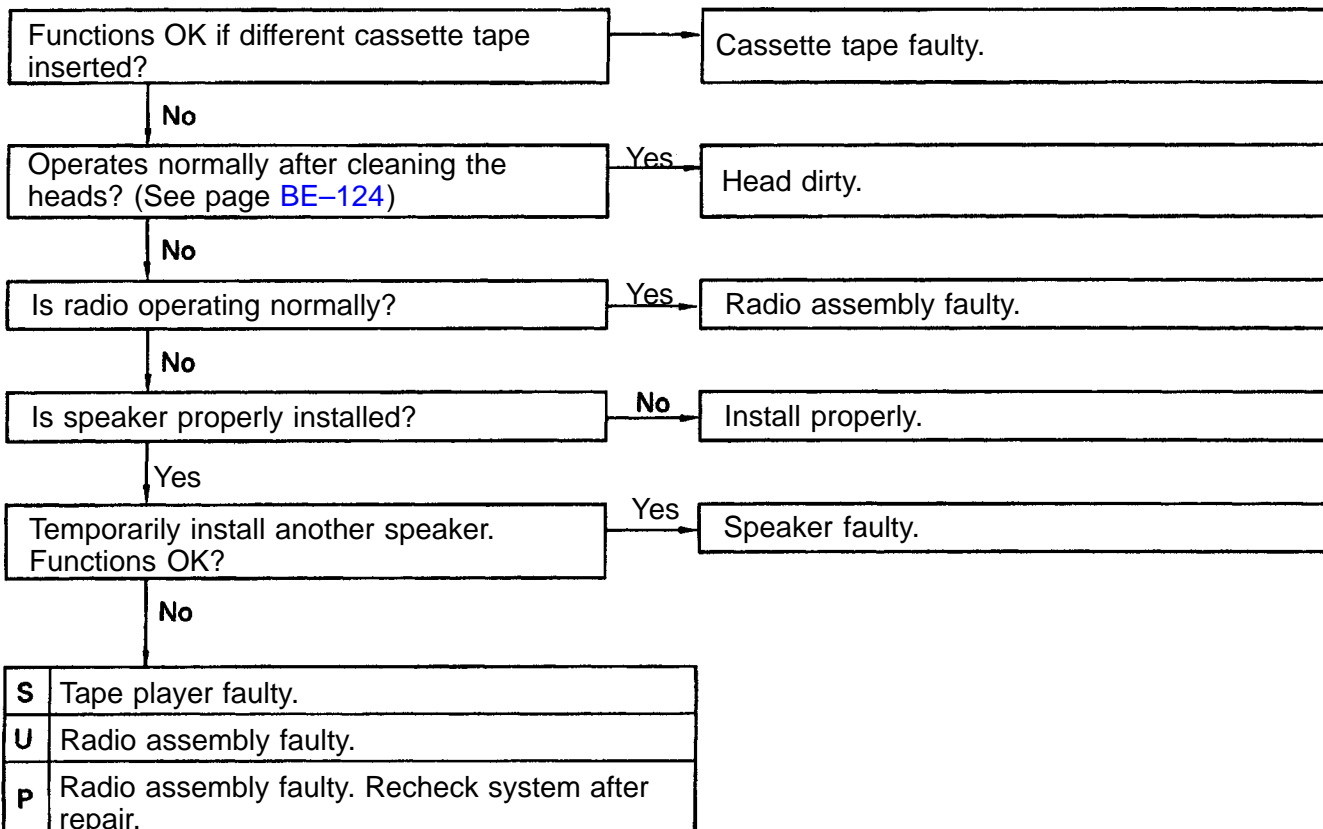 Functions OK if different cassette tape
inserted?
Cassette tape faulty.
No
Operates normally after cleaning the
heads? (See page BE–124)
Yes
Head dirty.
No
Is radio operating normally?
Yes
Radio assembly faulty.
No
Is speaker properly installed?
No
Install properly.
Yes
Temporarily install another speaker.
Functions OK?
Yes
Speaker faulty.
No
S Tape player faulty.
U Radio assembly faulty.
P Radio assembly faulty. Recheck system after
repair.